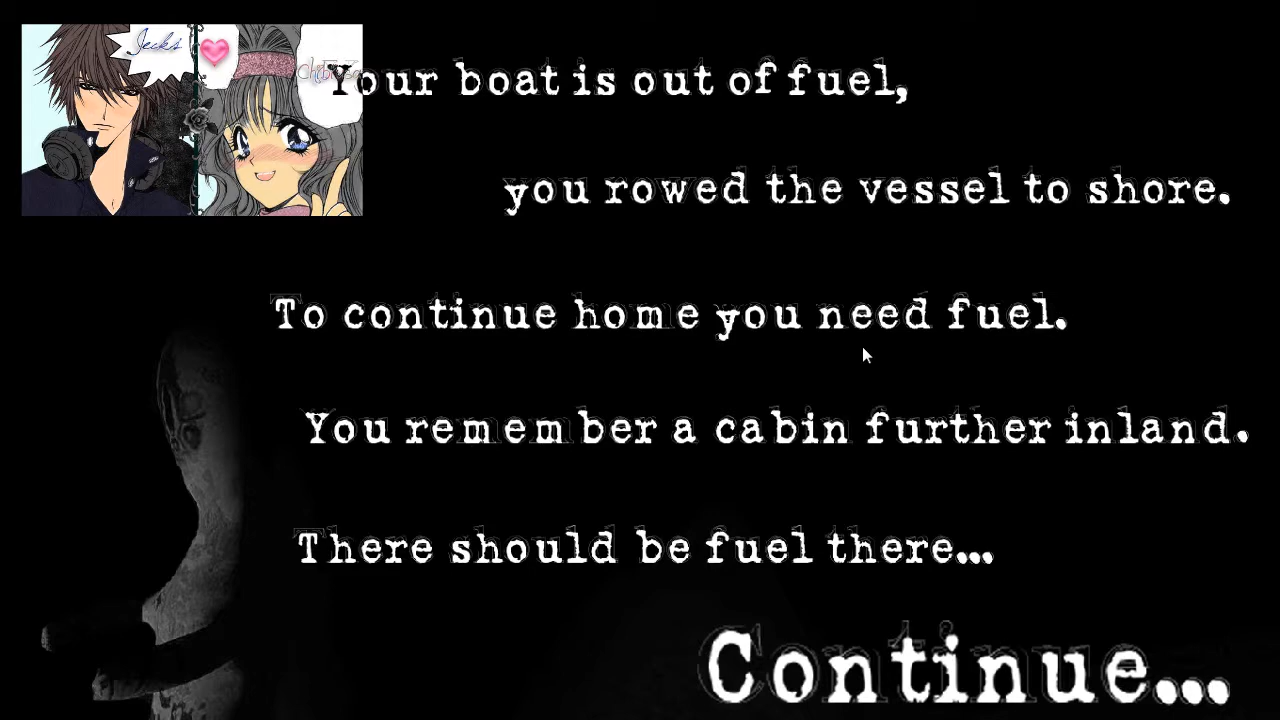 Jecks
Your boat is out of fuel,
you rowed the vessel to shore.
To continue home you need fuel.
You remember a cabin further inland.
There should be fuel there...
Continue...